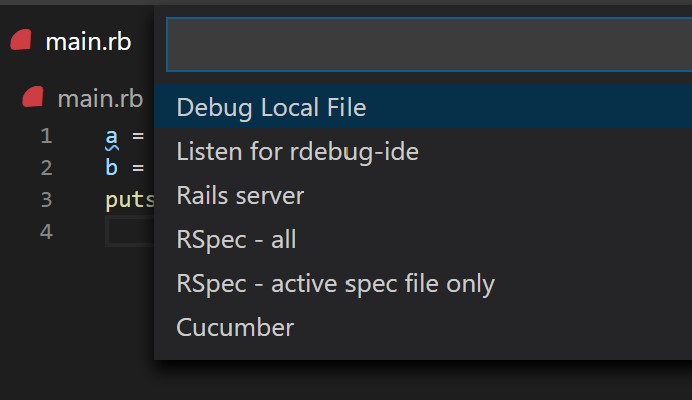 main.rb
main.rb
1 a =
2 b =
3 puts
4
Debug Local File
Listen for rdebug-ide
Rails server
RSpec - all
RSpec - active spec file only
Cucumber